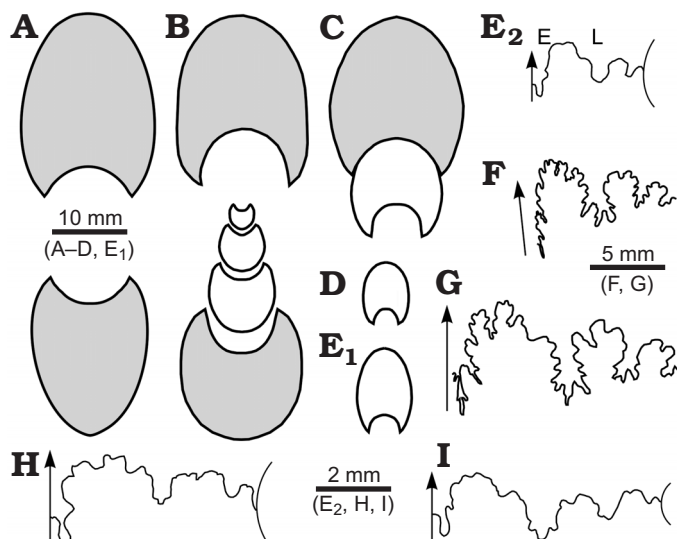 A B C E₂ E L
F
10 mm
(A–D, E₁)
5 mm
(F, G)
D G
E₁
H I
2 mm
(E₂, H, I)